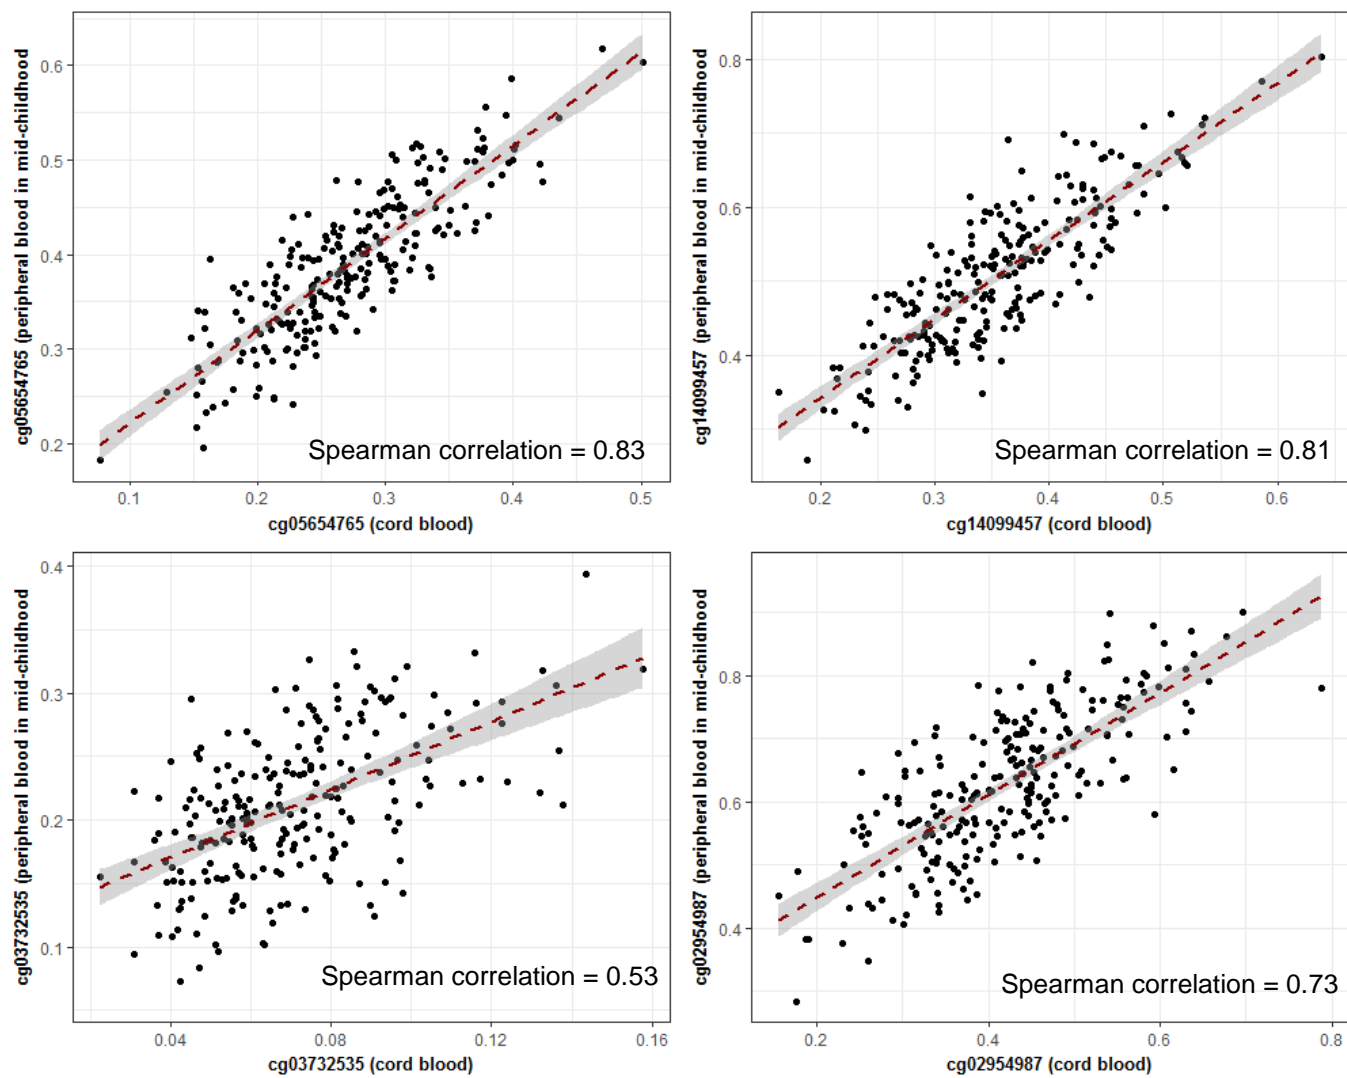 cg05654765 (peripheral blood in mid-childhood
0.6
0.5
0.4
0.3
0.2
Spearman correlation = 0.83
0.1 0.2 0.3 0.4 0.5
cg05654765 (cord blood)
cg14099457 (peripheral blood in mid-childhood
0.8
0.6
0.4
Spearman correlation = 0.81
0.2 0.3 0.4 0.5 0.6
cg14099457 (cord blood)
cg03732535 (peripheral blood in mid-childhood
0.4
0.3
0.2
0.1
Spearman correlation = 0.53
0.04 0.08 0.12 0.16
cg03732535 (cord blood)
cg02954987 (peripheral blood in mid-childhood
0.8
0.6
0.4
Spearman correlation = 0.73
0.2 0.4 0.6 0.8
cg02954987 (cord blood)